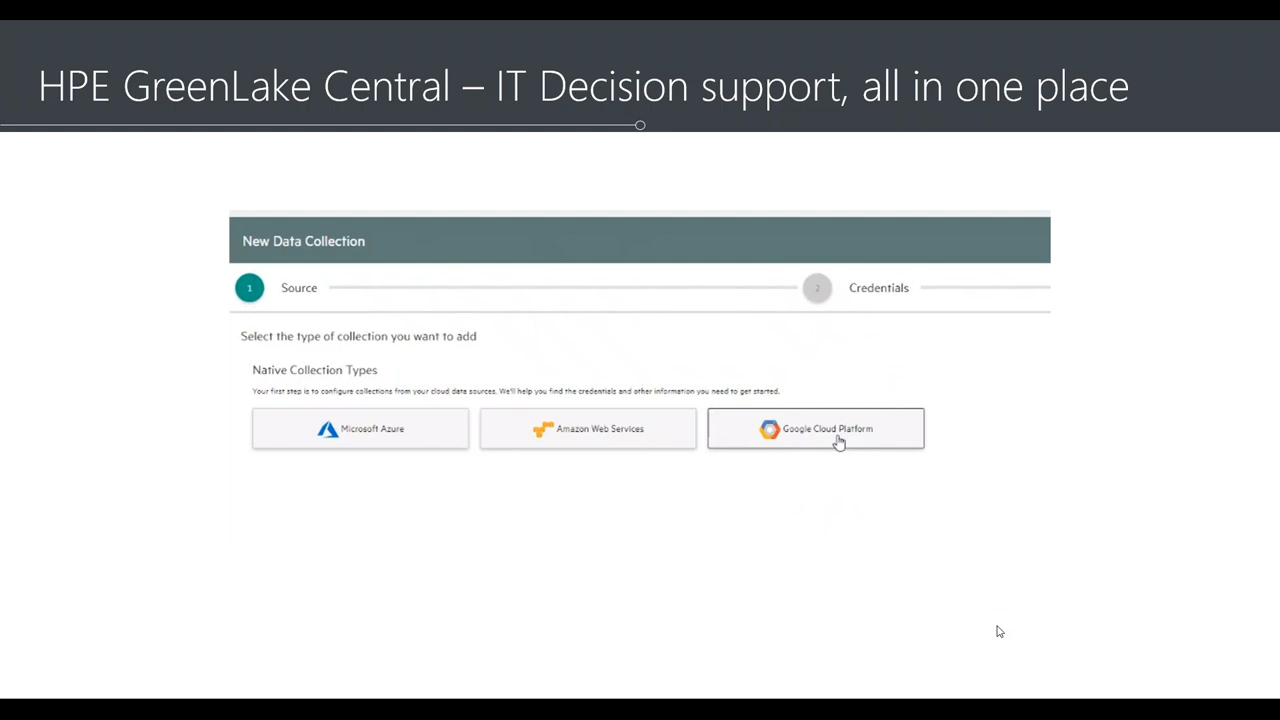 HPE GreenLake Central – IT Decision support, all in one place
New Data Collection
1 Source 2 Credentials
Select the type of collection you want to add
Native Collection Types
Your first step is to configure collections from your cloud data sources. We'll help you find the credentials and other information you need to get started.
Microsoft Azure Amazon Web Services Google Cloud Platform